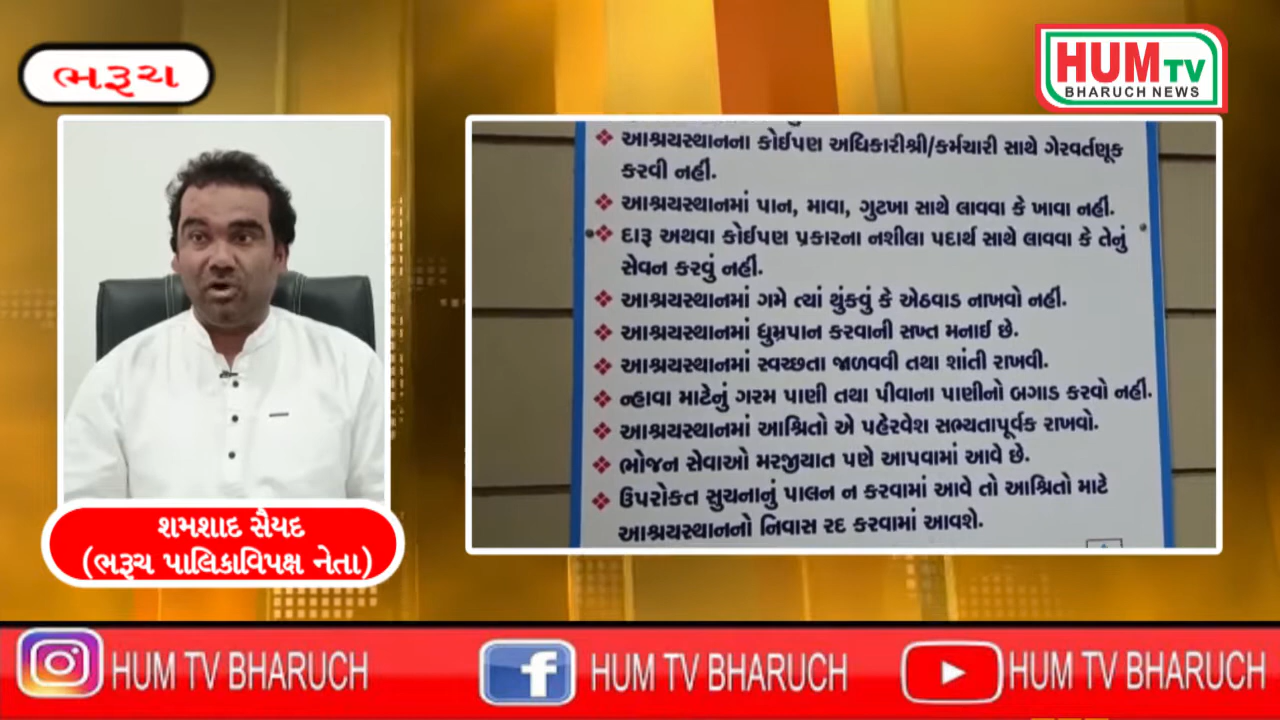 ભરૂચ
HUM TV
BHARUCH NEWS
આશ્રયસ્થાનના કોઈપણ અધિકારીશ્રી/કર્મચારી સાથે ગેરવર્તણૂક
કરવી નહી.
આશ્રયસ્થાનમાં પાન, માવા, ગુટખા સાથે લાવવા કે ખાવા નહી.
દારૂ અથવા કોઈપણ પ્રકારના નશીલા પદાર્થ સાથે લાવવા કે તેનું
સેવન કરવું નહી.
આશ્રયસ્થાનમાં ગમે ત્યાં થુંકવું કે એઠવાડ નાખવો નહી.
આશ્રયસ્થાનમાં ધુમ્રપાન કરવાની સખ્ત મનાઈ છે.
આશ્રયસ્થાનમાં સ્વચ્છતા જાળવવી તથા શાંતી રાખવી.
ન્હાવા માટેનું ગરમ પાણી તથા પીવાના પાણીનો બગાડ કરવો નહી.
આશ્રયસ્થાનમાં આશ્રિતો એ પહેરવેશ સભ્યતાપૂર્વક રાખવો.
ભોજન સેવાઓ મરજીયાત પણે આપવામાં આવે છે.
ઉપરોકત સુચનાનું પાલન ન કરવામાં આવે તો આશ્રિતો માટે
આશ્રયસ્થાનનો નિવાસ રદ કરવામાં આવશે.
શમશાદ સૈયદ
(ભરૂચ પાલિકાવિપક્ષ નેતા)
HUM TV BHARUCH
HUM TV BHARUCH
HUM TV BHARUCH